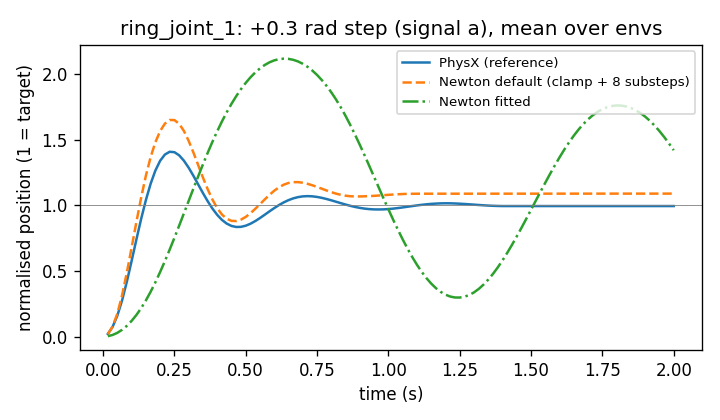 ring_joint_1: +0.3 rad step (signal a), mean over envs
PhysX (reference)
Newton default (clamp + 8 substeps)
Newton fitted
normalised position (1 = target)
2.0
1.5
1.0
0.5
0.0
0.00 0.25 0.50 0.75 1.00 1.25 1.50 1.75 2.00
time (s)